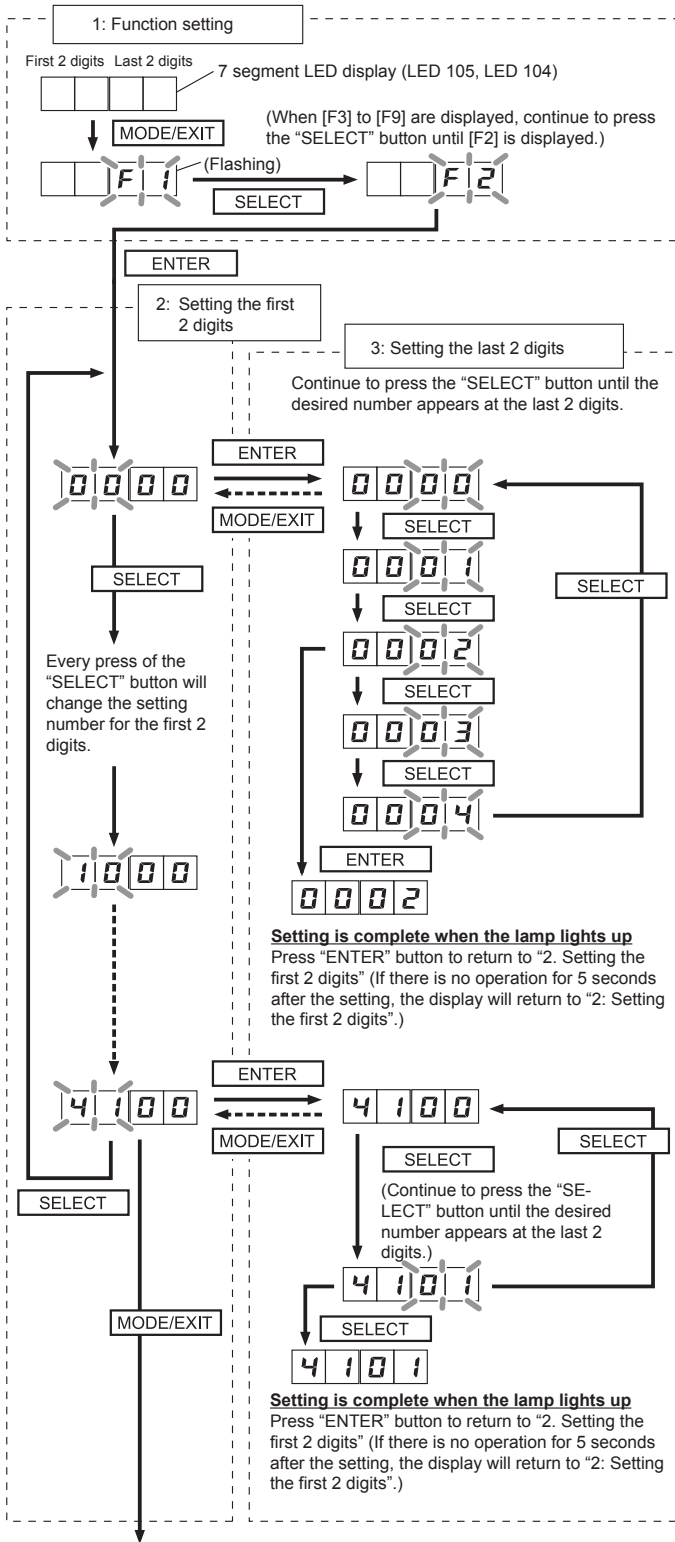 1: Function setting
First 2 digits Last 2 digits
7 segment LED display (LED 105, LED 104)
MODE/EXIT
(When [F3] to [F9] are displayed, continue to press
the “SELECT” button until [F2] is displayed.)
F 1
(Flashing)
SELECT
F 2
ENTER
2: Setting the first
2 digits
3: Setting the last 2 digits
Continue to press the “SELECT” button until the
desired number appears at the last 2 digits.
0 0 0 0
ENTER
MODE/EXIT
0 0 0 0
SELECT
0 0 0 1
SELECT
0 0 0 2
SELECT
0 0 0 3
SELECT
0 0 0 4
SELECT
SELECT
Every press of the
“SELECT” button will
change the setting
number for the first 2
digits.
1 0 0 0
ENTER
0 0 0 2
Setting is complete when the lamp lights up
Press “ENTER” button to return to “2. Setting the
first 2 digits” (If there is no operation for 5 seconds
after the setting, the display will return to “2: Setting
the first 2 digits”.)
4 1 0 0
ENTER
MODE/EXIT
4 1 0 0
SELECT
SELECT
(Continue to press the “SE-
LECT” button until the desired
number appears at the last 2
digits.)
4 1 0 1
SELECT
4 1 0 1
SELECT
MODE/EXIT
Setting is complete when the lamp lights up
Press “ENTER” button to return to “2. Setting the
first 2 digits” (If there is no operation for 5 seconds
after the setting, the display will return to “2: Setting
the first 2 digits”.)